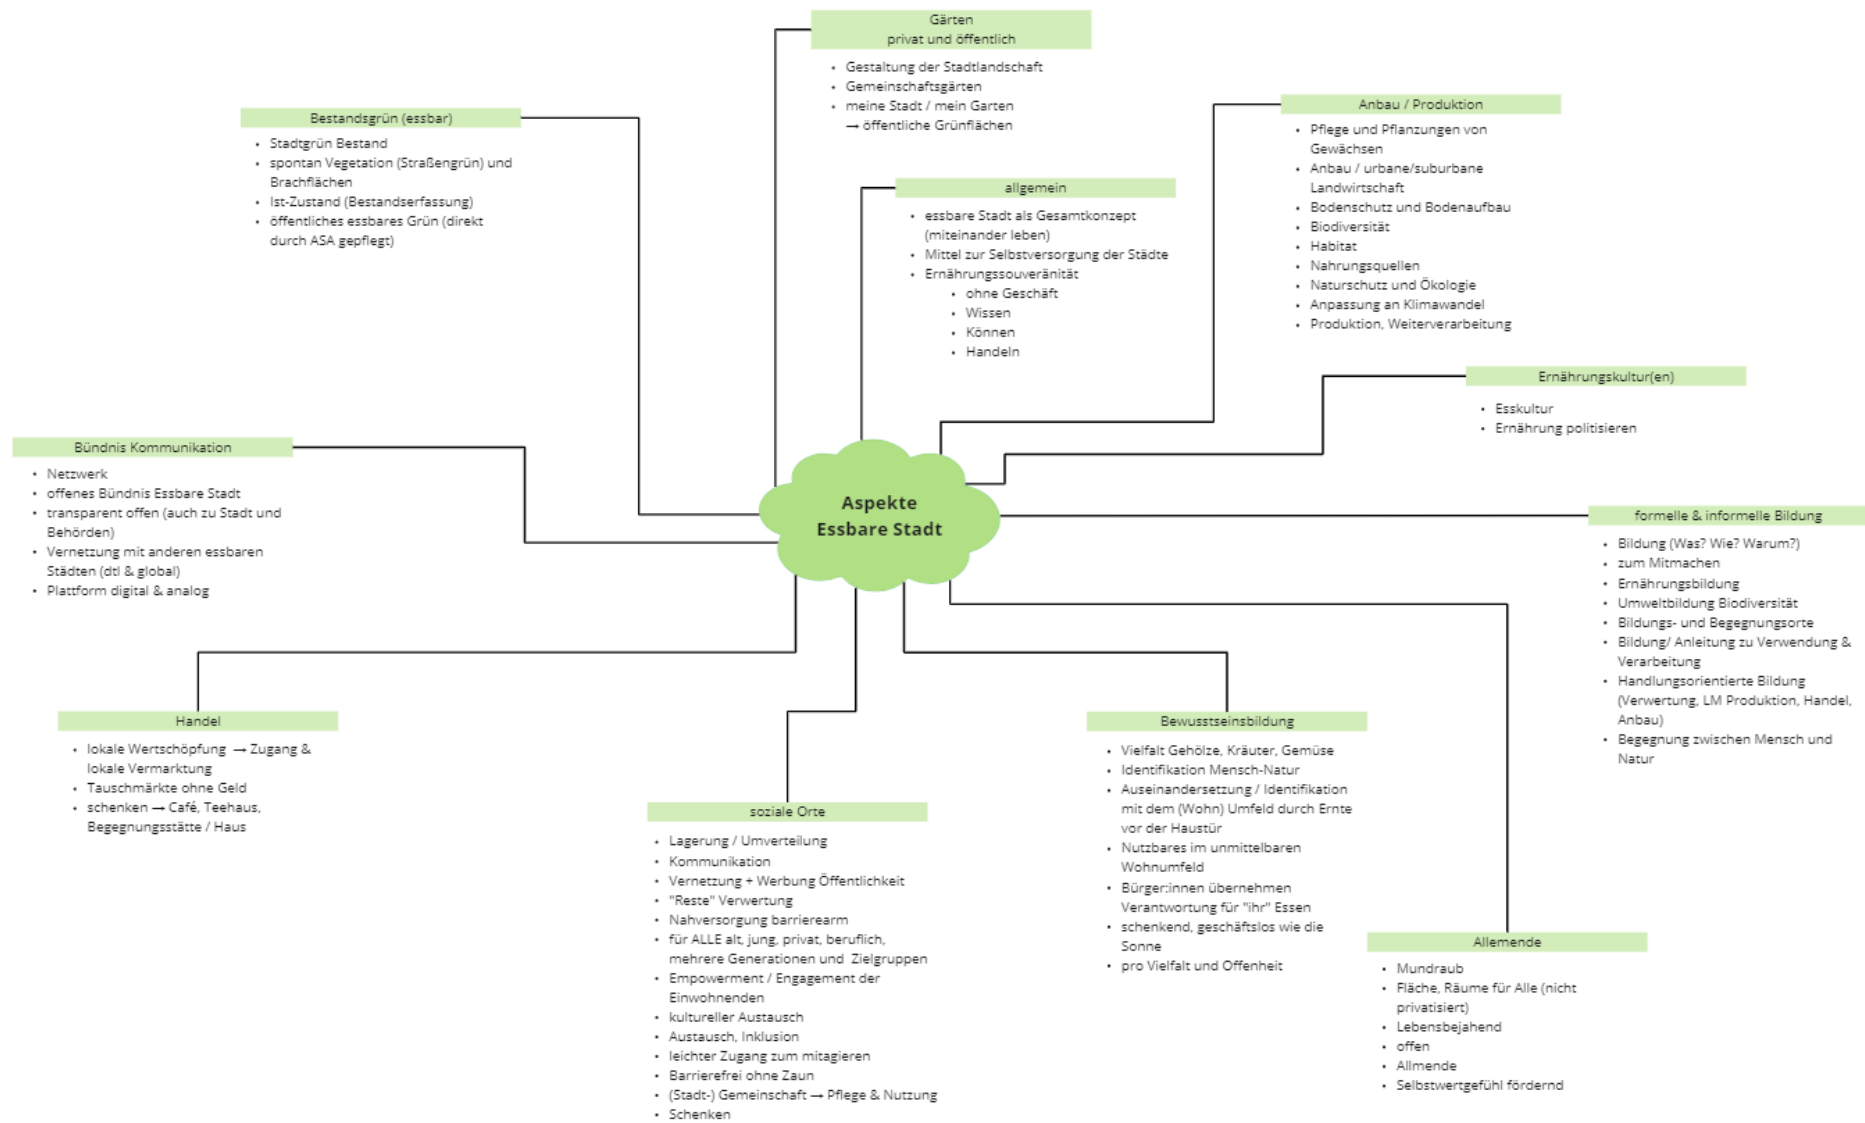 Gärten
privat und öffentlich
• Gestaltung der Stadtlandschaft
• Gemeinschaftsgärten
• meine Stadt / mein Garten
→ öffentliche Grünflächen
Bestandsgrün (essbar)
• Stadtgrün Bestand
• spontan Vegetation (Straßengrün) und
Brachflächen
• Ist-Zustand (Bestandserfassung)
• öffentliches essbares Grün (direkt
durch ASA gepflegt)
allgemein
• essbare Stadt als Gesamtkonzept
(miteinander leben)
• Mittel zur Selbstversorgung der Städte
• Ernährungssouveränität
• ohne Geschäft
• Wissen
• Können
• Handeln
Anbau / Produktion
• Pflege und Pflanzungen von
Gewächsen
• Anbau / urbane/suburbane
Landwirtschaft
• Bodenschutz und Bodenaufbau
• Biodiversität
• Habitat
• Nahrungsquellen
• Naturschutz und Ökologie
• Anpassung an Klimawandel
• Produktion, Weiterverarbeitung
Ernährungskultur(en)
• Esskultur
• Ernährung politisieren
Bündnis Kommunikation
• Netzwerk
• offenes Bündnis Essbare Stadt
• transparent offen (auch zu Stadt und
Behörden)
• Vernetzung mit anderen essbaren
Städten (dtl & global)
• Plattform digital & analog
Aspekte
Essbare Stadt
formelle & informelle Bildung
• Bildung (Was? Wie? Warum?)
• zum Mitmachen
• Ernährungsbildung
• Umweltbildung Biodiversität
• Bildungs- und Begegnungsorte
• Bildung/ Anleitung zu Verwendung &
Verarbeitung
• Handlungsorientierte Bildung
(Verwertung, LM Produktion, Handel,
Anbau)
• Begegnung zwischen Mensch und
Natur
Handel
• lokale Wertschöpfung → Zugang &
lokale Vermarktung
• Tauschmärkte ohne Geld
• schenken → Café, Teehaus,
Begegnungsstätte / Haus
soziale Orte
• Lagerung / Umverteilung
• Kommunikation
• Vernetzung + Werbung Öffentlichkeit
• "Reste" Verwertung
• Nahversorgung barrierearm
• für ALLE alt, jung, privat, beruflich,
mehrere Generationen und Zielgruppen
• Empowerment / Engagement der
Einwohnenden
• kultureller Austausch
• Austausch, Inklusion
• leichter Zugang zum mitagieren
• Barrierefrei ohne Zaun
• (Stadt-) Gemeinschaft → Pflege & Nutzung
• Schenken
Bewusstseinsbildung
• Vielfalt Gehölze, Kräuter, Gemüse
• Identifikation Mensch-Natur
• Auseinandersetzung / Identifikation
mit dem (Wohn) Umfeld durch Ernte
vor der Haustür
• Nutzbares im unmittelbaren
Wohnumfeld
• Bürger:innen übernehmen
Verantwortung für "ihr" Essen
• schenkend, geschäftslos wie die
Sonne
• pro Vielfalt und Offenheit
Allemende
• Mundraub
• Fläche, Räume für Alle (nicht
privatisiert)
• Lebensbejahend
• offen
• Allmende
• Selbstwertgefühl fördernd